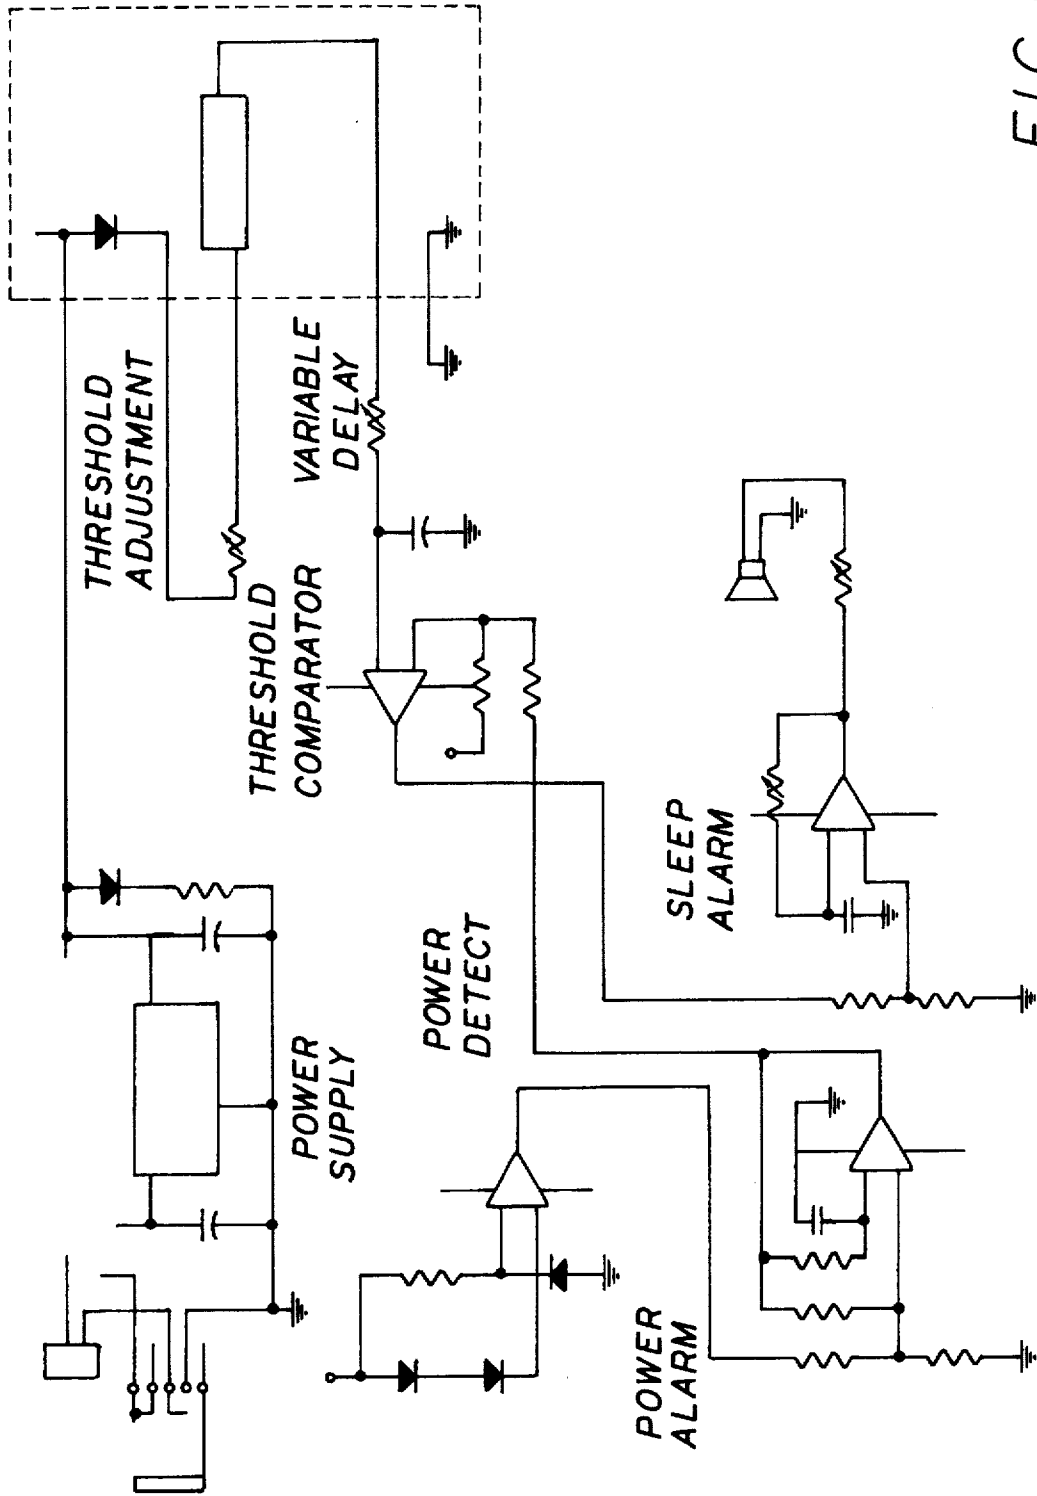 THRESHOLD
ADJUSTMENT
VARIABLE
DELAY
THRESHOLD
COMPARATOR
POWER
SUPPLY
POWER
DETECT
SLEEP
ALARM
POWER
ALARM